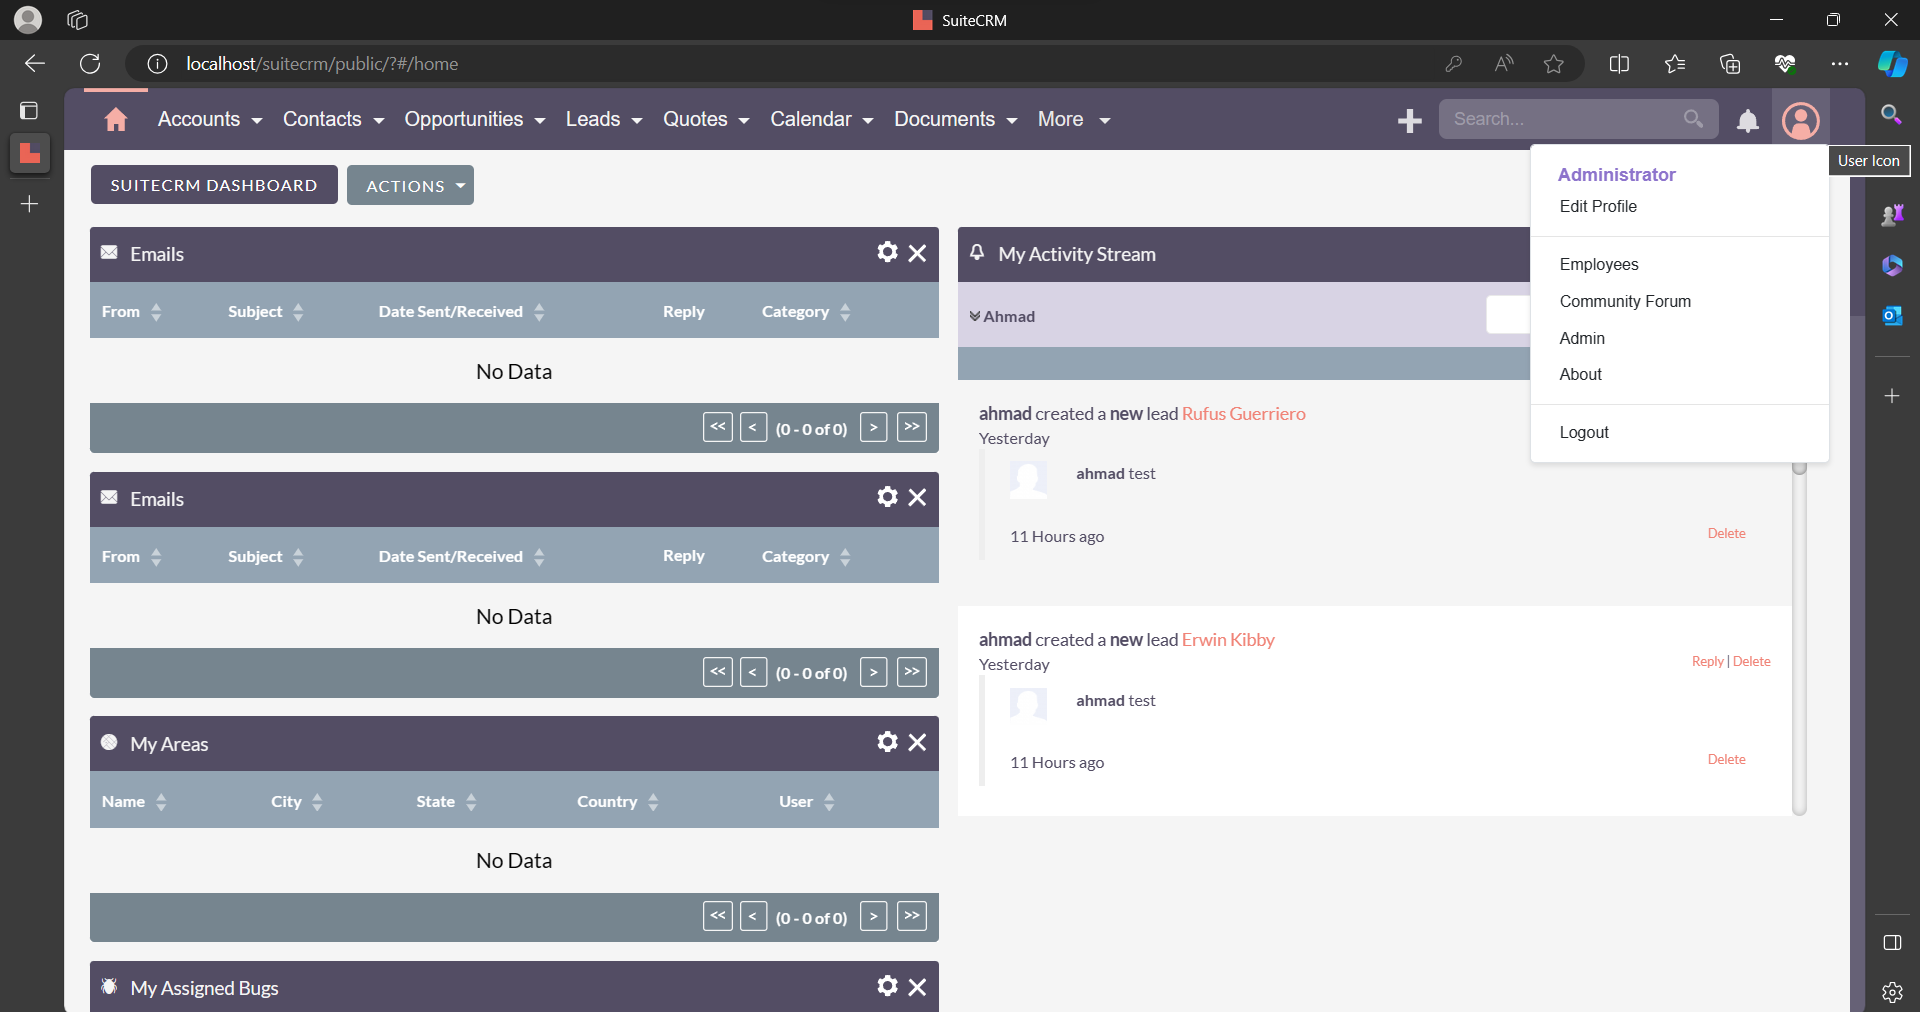 SuiteCRM
localhost/suitecrm/public/?#/home
Accounts Contacts Opportunities Leads Quotes Calendar Documents More
Search...
User Icon
SUITECRM DASHBOARD ACTIONS
Administrator
Edit Profile
Employees
Community Forum
Admin
About
Logout
Emails
From Subject Date Sent/Received Reply Category
No Data
<< < (0 - 0 of 0) > >>
Emails
From Subject Date Sent/Received Reply Category
No Data
<< < (0 - 0 of 0) > >>
My Areas
Name City State Country User
No Data
<< < (0 - 0 of 0) > >>
My Assigned Bugs
My Activity Stream
Ahmad
ahmad created a new lead Rufus Guerriero
Yesterday
ahmad test
11 Hours ago
Delete
ahmad created a new lead Erwin Kibby
Yesterday
Reply | Delete
ahmad test
11 Hours ago
Delete